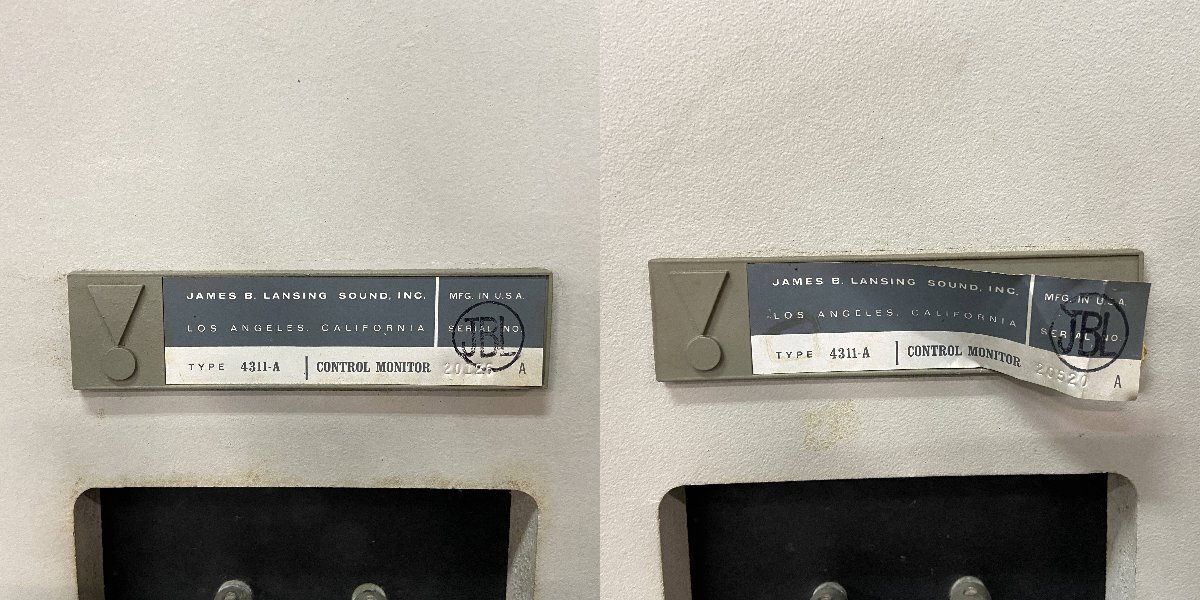 JAMES B. LANSING SOUND, INC.
LOS ANGELES, CALIFORNIA
MFG. IN U.S.A.
SERIAL NO.
JBL
TYPE 4311-A CONTROL MONITOR A
JAMES B. LANSING SOUND, INC.
LOS ANGELES, CALIFORNIA
MFG. IN U.S.A
SERIAL NO.
JBL
TYPE 4311-A CONTROL MONITOR 20920 A